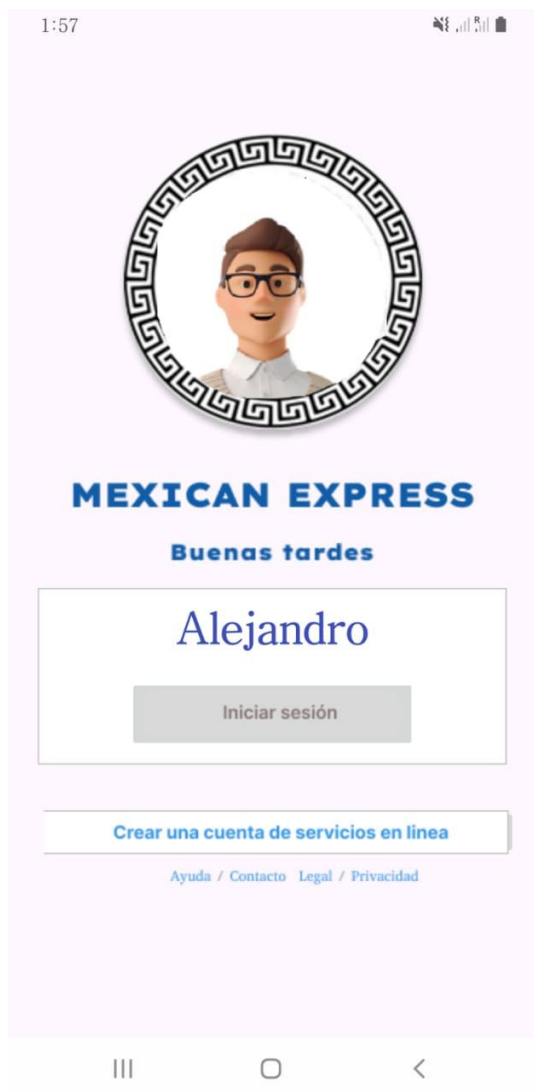 1:57
R
MEXICAN EXPRESS
Buenas tardes
Alejandro
Iniciar sesión
Crear una cuenta de servicios en linea
Ayuda / Contacto Legal / Privacidad